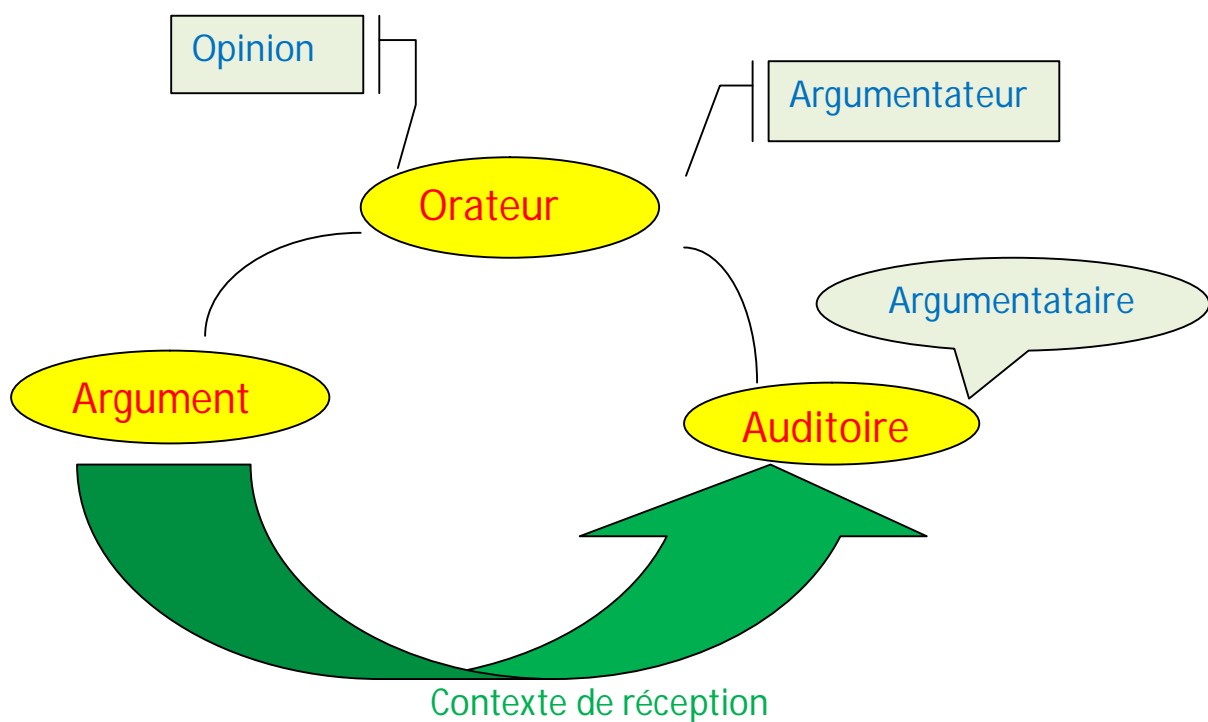 Opinion
Argumentateur
Orateur
Argumentataire
Argument
Auditoire
Contexte de réception